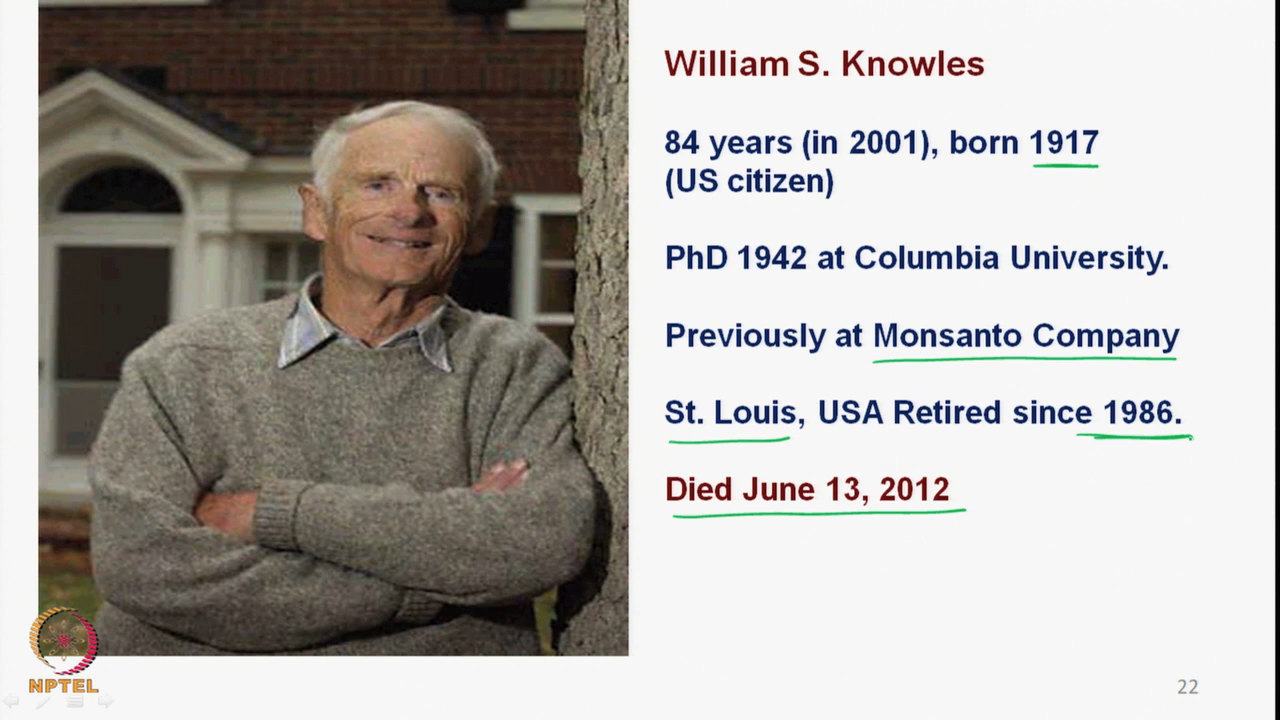 William S. Knowles
84 years (in 2001), born 1917
(US citizen)
PhD 1942 at Columbia University.
Previously at Monsanto Company
St. Louis, USA Retired since 1986.
Died June 13, 2012
NPTEL
22